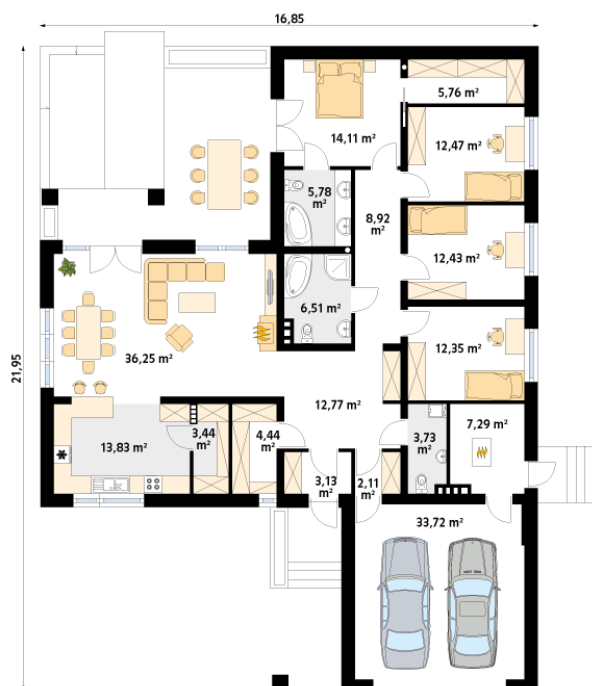 16,85
5,76 m²
14,11 m²
12,47 m²
5,78
m²
8,92
m²
12,43 m²
6,51 m²
21,95
36,25 m²
12,35 m²
12,77 m²
13,83 m²
3,44
m²
4,44
m²
3,73
m²
7,29 m²
3,13
m²
2,11
m²
33,72 m²